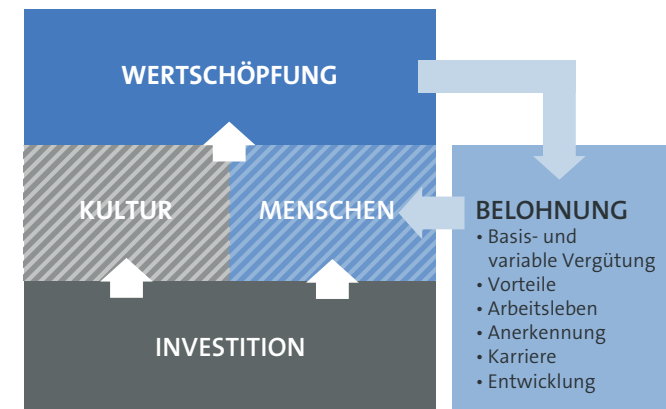 WERTSCHÖPFUNG
KULTUR
MENSCHEN
INVESTITION
BELOHNUNG
• Basis- und
variable Vergütung
• Vorteile
• Arbeitsleben
• Anerkennung
• Karriere
• Entwicklung